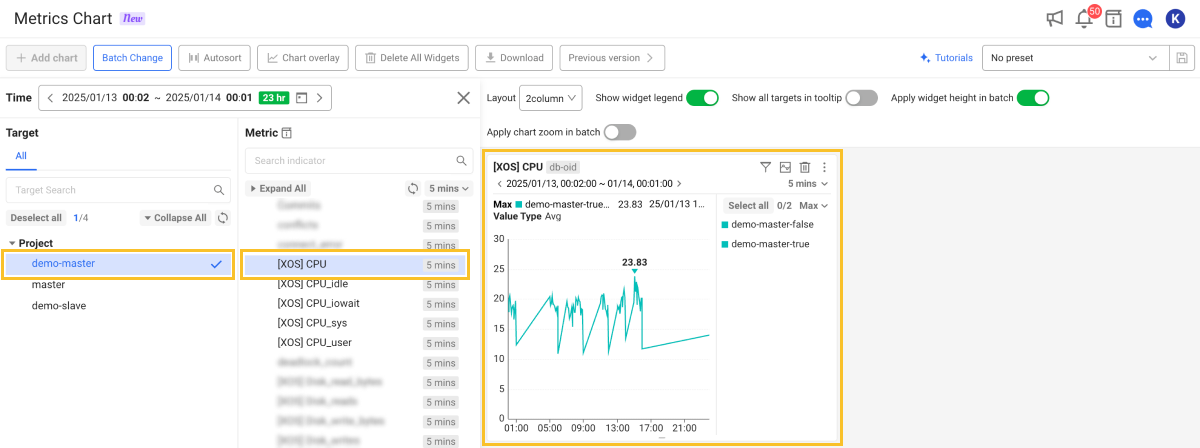 Metrics Chart New
50
K
+ Add chart
Batch Change
Autosort
Chart overlay
Delete All Widgets
Download
Previous version
Tutorials
No preset
Time
2025/01/13 00:02 ~ 2025/01/14 00:01 23 hr
Target
All
Target Search
Deselect all 1/4
Collapse All
Project
demo-master
master
demo-slave
Metric
Search indicator
Expand All
5 mins
5 mins
5 mins
connect_error 5 mins
[XOS] CPU 5 mins
[XOS] CPU_idle 5 mins
[XOS] CPU_iowait 5 mins
[XOS] CPU_sys 5 mins
[XOS] CPU_user 5 mins
deadlock_count 5 mins
[XOS] Disk_read_bytes 5 mins
[XOS] Disk_reads 5 mins
[XOS] Disk_write_bytes 5 mins
[XOS] Disk_writes 5 mins
Layout 2column
Show widget legend
Show all targets in tooltip
Apply widget height in batch
Apply chart zoom in batch
[XOS] CPU db-oid
2025/01/13, 00:02:00 ~ 01/14, 00:01:00
5 mins
Max demo-master-true... 23.83 25/01/13 1...
Value Type Avg
Select all 0/2 Max
demo-master-false
demo-master-true
30
25
20
15
10
5
0
23.83
01:00 05:00 09:00 13:00 17:00 21:00